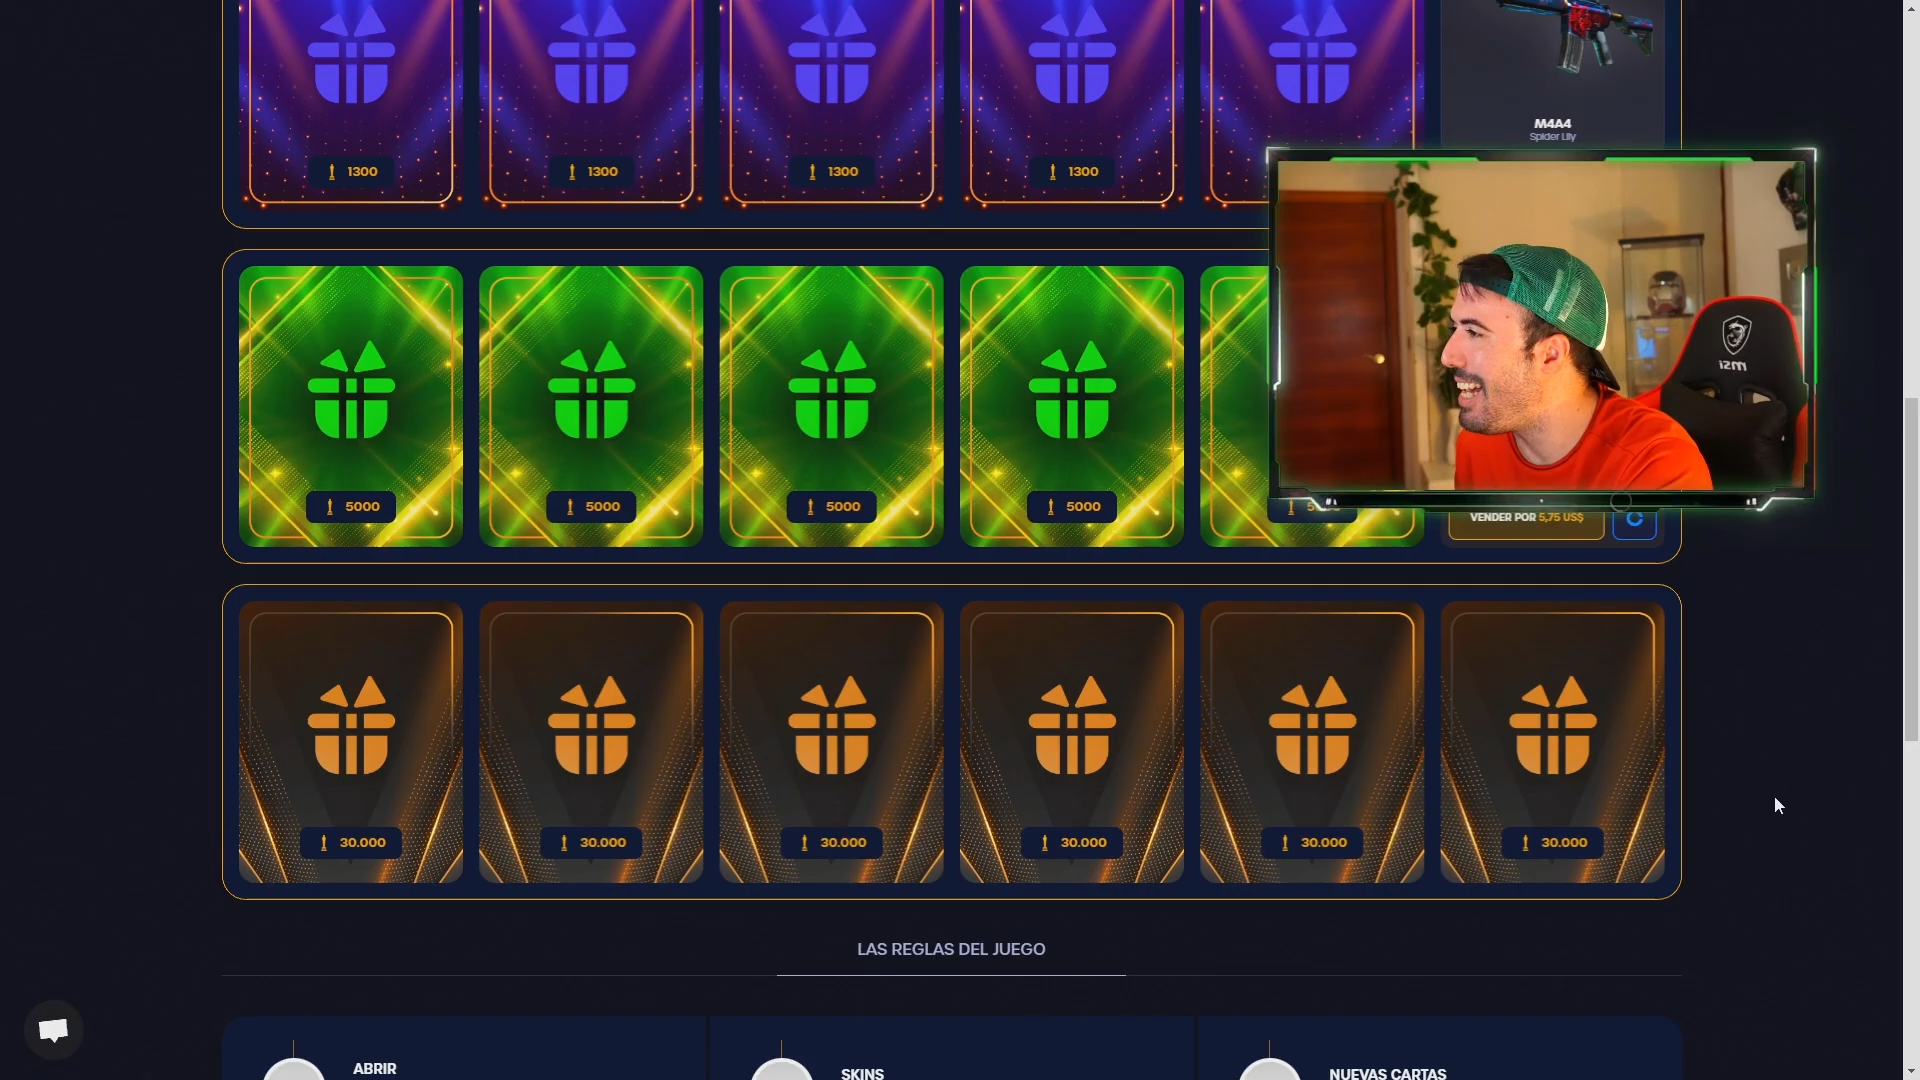 M4A4
Spider Lily
1300
1300
1300
1300
5000
5000
5000
5000
VENDER POR 5,75 US$
30.000
30.000
30.000
30.000
30.000
30.000
LAS REGLAS DEL JUEGO
ABRIR
SKINS
NUEVAS CARTAS